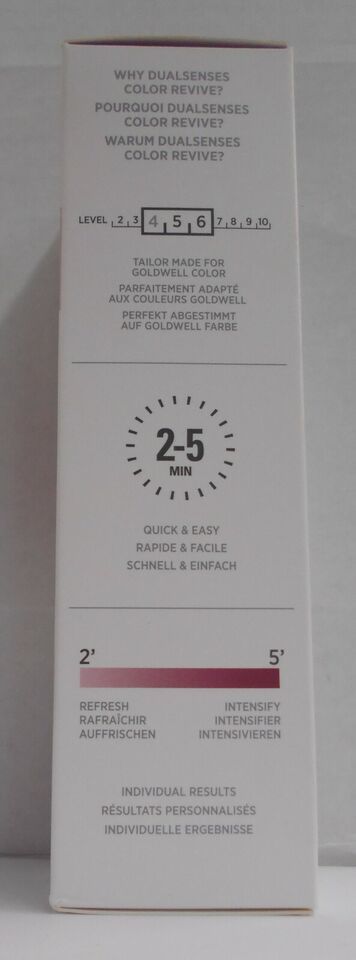 WHY DUALSENSES
COLOR REVIVE?
POURQUOI DUALSENSES
COLOR REVIVE?
WARUM DUALSENSES
COLOR REVIVE?
LEVEL 2 3 4 5 6 7 8 9 10
TAILOR MADE FOR
GOLDWELL COLOR
PARFAITEMENT ADAPTÉ
AUX COULEURS GOLDWELL
PERFEKT ABGESTIMMT
AUF GOLDWELL FARBE
2-5
MIN
QUICK & EASY
RAPIDE & FACILE
SCHNELL & EINFACH
2’ 5’
REFRESH INTENSIFY
RAFRAÎCHIR INTENSIFIER
AUFFRISCHEN INTENSIVIEREN
INDIVIDUAL RESULTS
RÉSULTATS PERSONNALISÉS
INDIVIDUELLE ERGEBNISSE